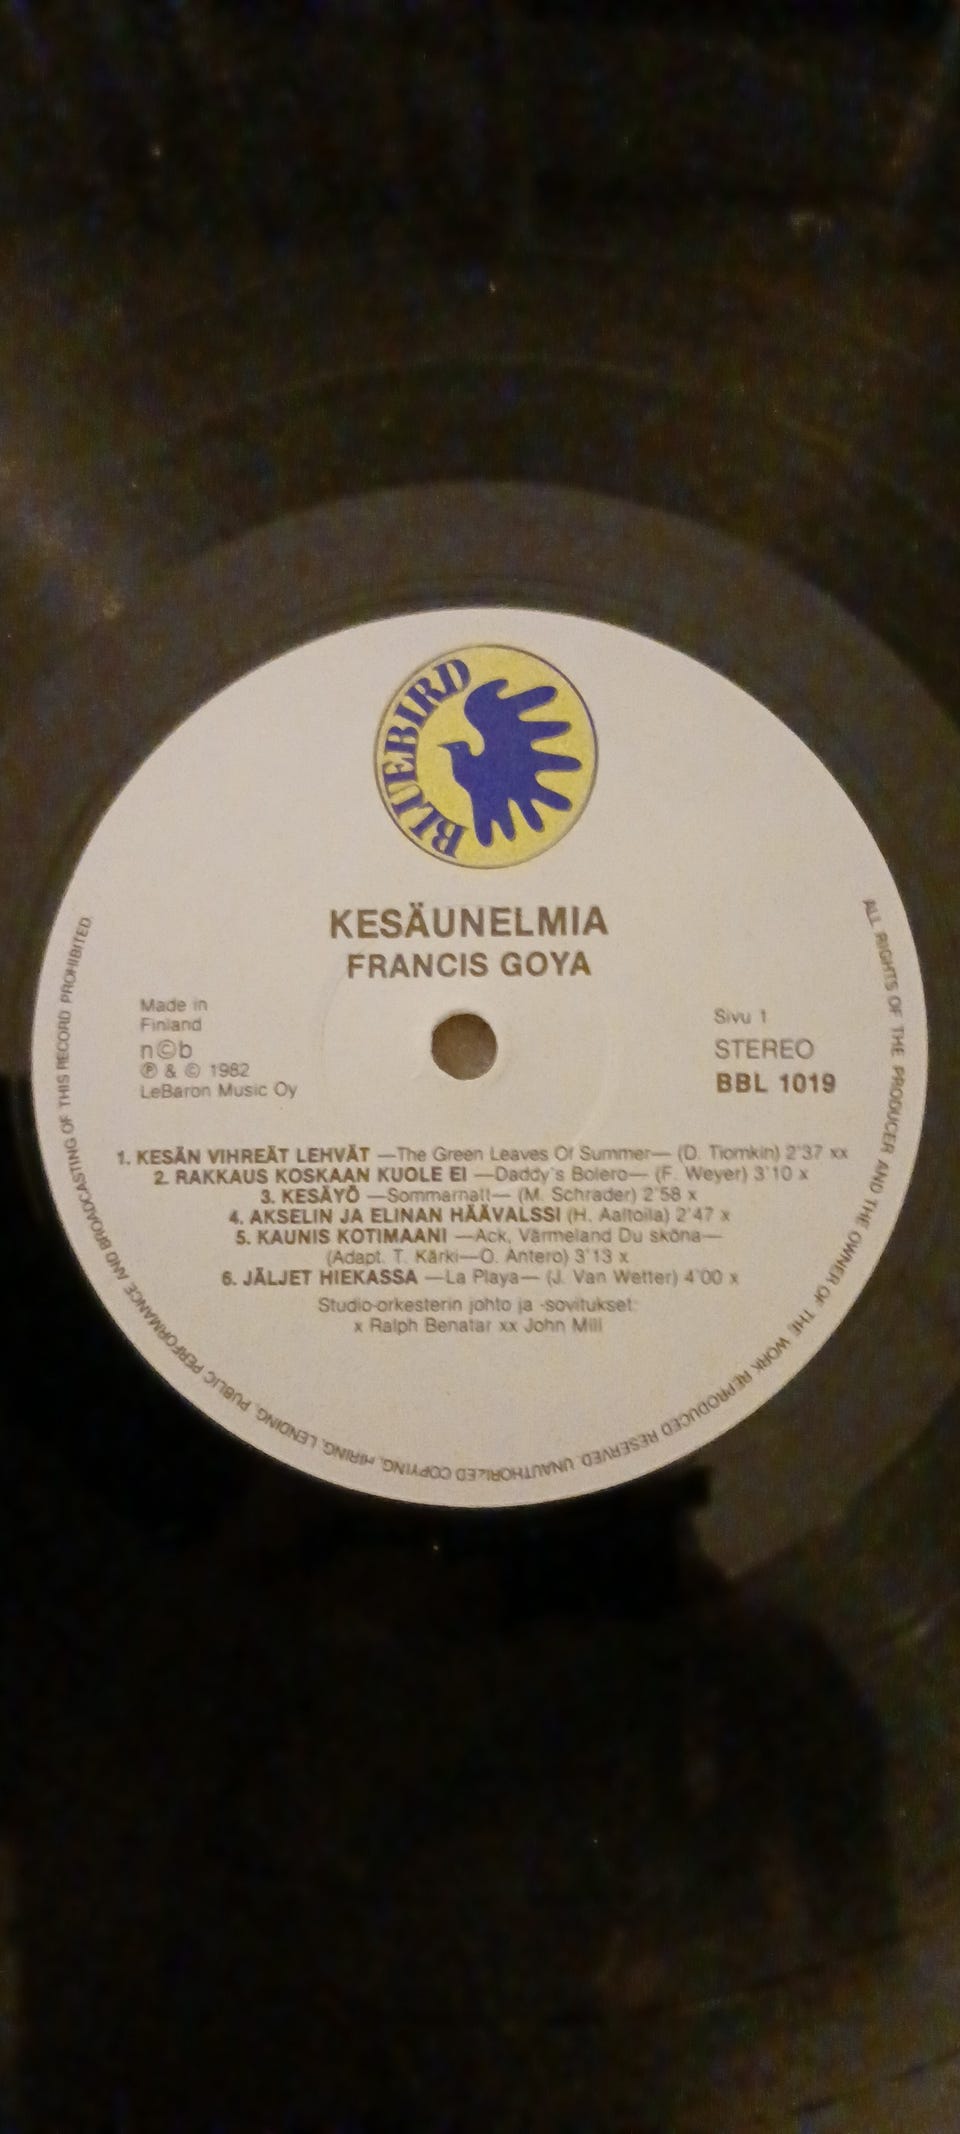 BLUEBIRD
KESÄUNELMIA
FRANCIS GOYA
Made in
Finland
n©b
℗ & © 1982
LeBaron Music Oy
Sivu 1
STEREO
BBL 1019
1. KESÄN VIHREÄT LEHVÄT —The Green Leaves Of Summer— (D. Tiomkin) 2'37 xx
2. RAKKAUS KOSKAAN KUOLE EI —Daddy's Bolero— (F. Weyer) 3'10 x
3. KESÄYÖ —Sommarnatt— (M. Schrader) 2'58 x
4. AKSELIN JA ELINAN HÄÄVALSSI (H. Aaltoila) 2'47 x
5. KAUNIS KOTIMAANI —Ack, Värmeland Du sköna—
(Adapt. T. Kärki—O. Antero) 3'13 x
6. JÄLJET HIEKASSA —La Playa— (J. Van Wetter) 4'00 x
Studio-orkesterin johto ja -sovitukset:
x Ralph Benatar xx John Mill
ALL RIGHTS OF THE PRODUCER AND THE OWNER OF THE WORK REPRODUCED RESERVED. UNAUTHORIZED COPYING, HIRING, LENDING, PUBLIC PERFORMANCE AND BROADCASTING OF THIS RECORD PROHIBITED